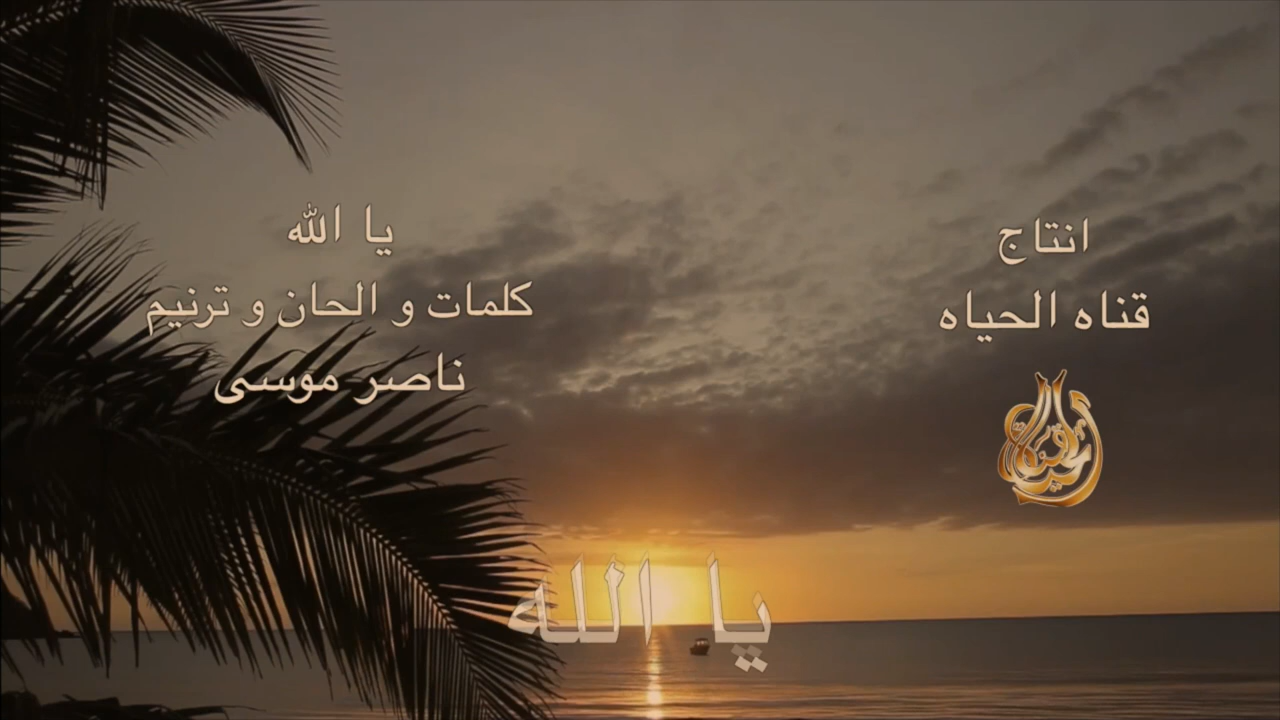 انتاج
قناه الحياه
يا الله
كلمات و الحان و ترنيم
ناصر موسى
يا الله